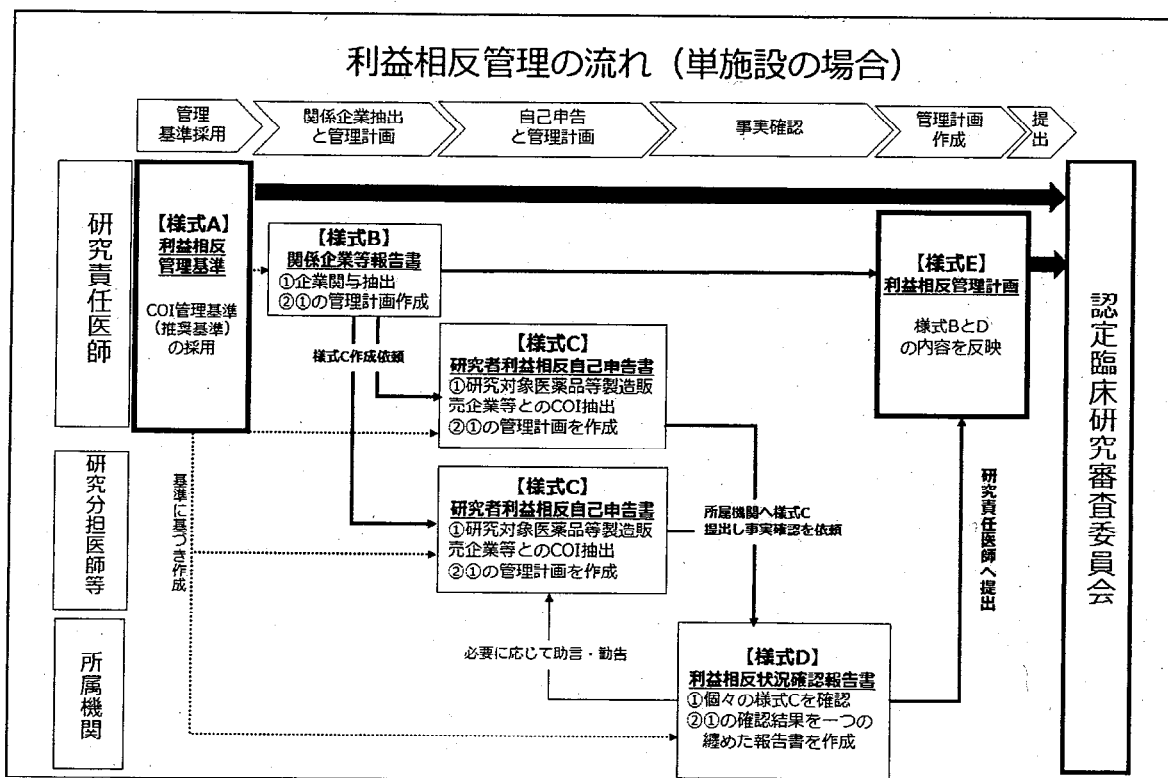 利益相反管理の流れ（単施設の場合）
管理
基準採用
関係企業抽出
と管理計画
自己申告
と管理計画
事実確認
管理計画
作成
提
出
研究責任医師
【様式A】
利益相反
管理基準
COI管理基準
（推奨基準）
の採用
【様式B】
関係企業等報告書
①企業関与抽出
②①の管理計画作成
様式C作成依頼
【様式C】
研究者利益相反自己申告書
①研究対象医薬品等製造販
売企業等とのCOI抽出
②①の管理計画を作成
【様式E】
利益相反管理計画
様式BとD
の内容を反映
認定臨床研究審査委員会
研究分担医師等
基準に基づき作成
【様式C】
研究者利益相反自己申告書
①研究対象医薬品等製造販
売企業等とのCOI抽出
②①の管理計画を作成
所属機関へ様式C
提出し事実確認を依頼
研究責任医師へ提出
所属機関
必要に応じて助言・勧告
【様式D】
利益相反状況確認報告書
①個々の様式Cを確認
②①の確認結果を一つの
纏めた報告書を作成